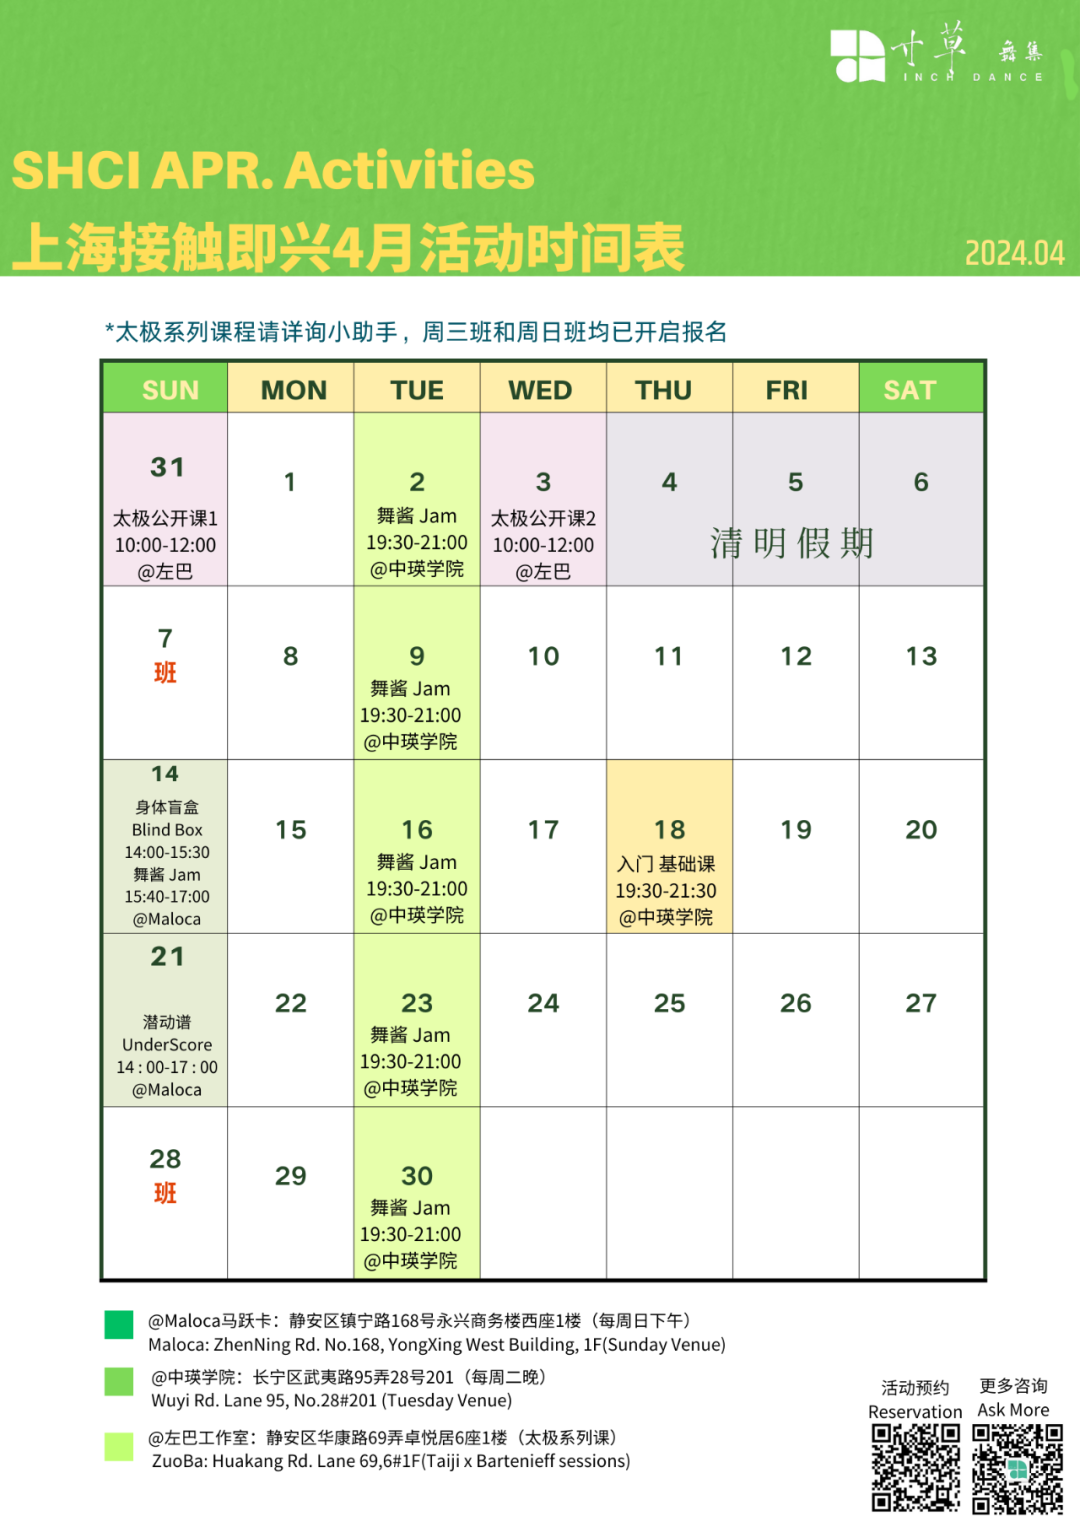 寸草 舞集
INCH DANCE
SHCI APR. Activities
上海接触即兴4月活动时间表
2024.04
*太极系列课程请详询小助手，周三班和周日班均已开启报名
SUN MON TUE WED THU FRI SAT
31
太极公开课1
10:00-12:00
@左巴
1
2
舞酱 Jam
19:30-21:00
@中瑛学院
3
太极公开课2
10:00-12:00
@左巴
4
5
6
清明假期
7
班
8
9
舞酱 Jam
19:30-21:00
@中瑛学院
10
11
12
13
14
身体盲盒
Blind Box
14:00-15:30
舞酱 Jam
15:40-17:00
@Maloca
15
16
舞酱 Jam
19:30-21:00
@中瑛学院
17
18
入门 基础课
19:30-21:30
@中瑛学院
19
20
21
潜动谱
UnderScore
14 : 00-17 : 00
@Maloca
22
23
舞酱 Jam
19:30-21:00
@中瑛学院
24
25
26
27
28
班
29
30
舞酱 Jam
19:30-21:00
@中瑛学院
@Maloca马跃卡：静安区镇宁路168号永兴商务楼西座1楼（每周日下午）
Maloca: ZhenNing Rd. No.168, YongXing West Building, 1F(Sunday Venue)
@中瑛学院：长宁区武夷路95弄28号201（每周二晚）
Wuyi Rd. Lane 95, No.28#201 (Tuesday Venue)
@左巴工作室：静安区华康路69弄卓悦居6座1楼（太极系列课）
ZuoBa: Huakang Rd. Lane 69,6#1F(Taiji x Bartenieff sessions)
活动预约
Reservation
更多咨询
Ask More